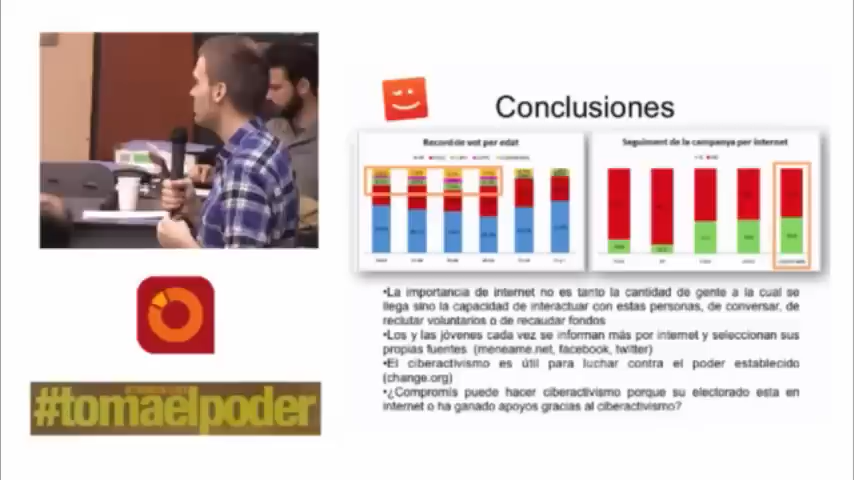 Conclusiones
Record de vot per edat
Seguiment de la campanya per internet
•La importancia de internet no es tanto la cantidad de gente a la cual se
llega sino la capacidad de interactuar con estas personas, de conversar, de
reclutar voluntarios o de recaudar fondos
•Los y las jóvenes cada vez se informan más por internet y seleccionan sus
propias fuentes (meneame.net, facebook, twitter)
•El ciberactivismo es útil para luchar contra el poder establecido
(change.org)
•¿Compromís puede hacer ciberactivismo porque su electorado esta en
internet o ha ganado apoyos gracias al ciberactivismo?
#tomaelpoder